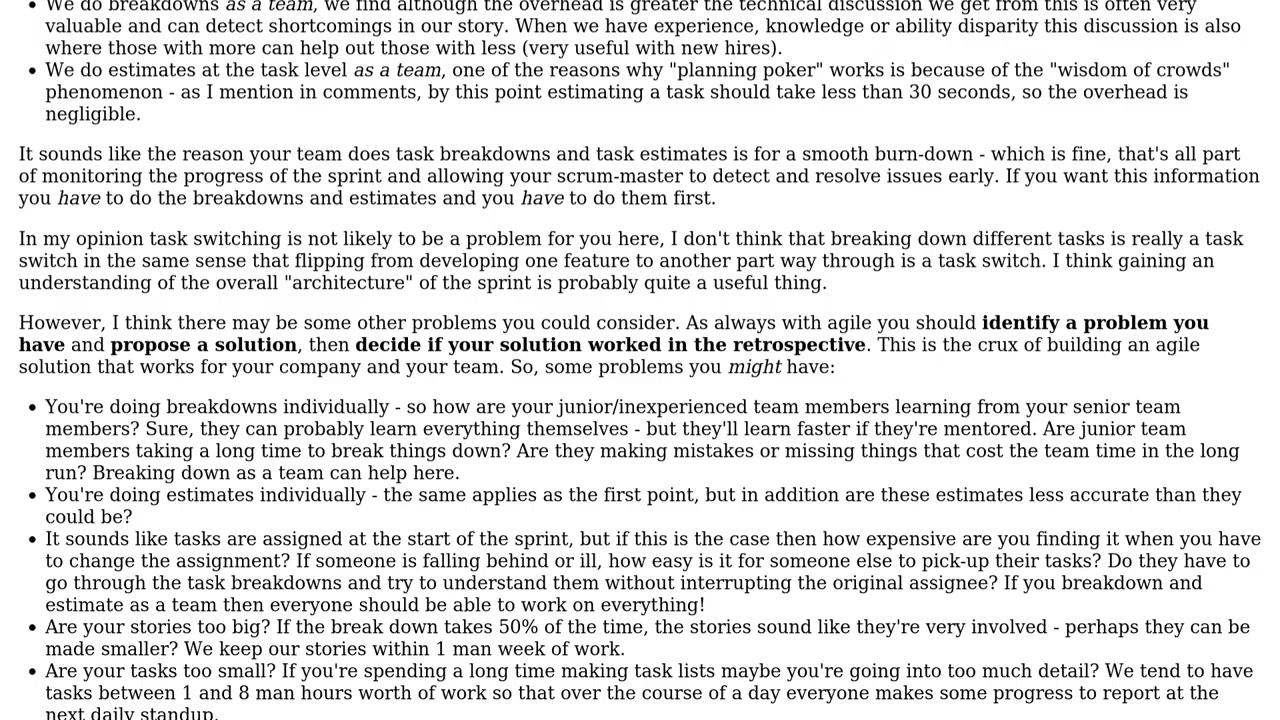 We do breakdowns as a team, we find although the overhead is greater the technical discussion we get from this is often very
valuable and can detect shortcomings in our story. When we have experience, knowledge or ability disparity this discussion is also
where those with more can help out those with less (very useful with new hires).
We do estimates at the task level as a team, one of the reasons why "planning poker" works is because of the "wisdom of crowds"
phenomenon - as I mention in comments, by this point estimating a task should take less than 30 seconds, so the overhead is
negligible.
It sounds like the reason your team does task breakdowns and task estimates is for a smooth burn-down - which is fine, that's all part
of monitoring the progress of the sprint and allowing your scrum-master to detect and resolve issues early. If you want this information
you have to do the breakdowns and estimates and you have to do them first.
In my opinion task switching is not likely to be a problem for you here, I don't think that breaking down different tasks is really a task
switch in the same sense that flipping from developing one feature to another part way through is a task switch. I think gaining an
understanding of the overall "architecture" of the sprint is probably quite a useful thing.
However, I think there may be some other problems you could consider. As always with agile you should identify a problem you
have and propose a solution, then decide if your solution worked in the retrospective. This is the crux of building an agile
solution that works for your company and your team. So, some problems you might have:
You're doing breakdowns individually - so how are your junior/inexperienced team members learning from your senior team
members? Sure, they can probably learn everything themselves - but they'll learn faster if they're mentored. Are junior team
members taking a long time to break things down? Are they making mistakes or missing things that cost the team time in the long
run? Breaking down as a team can help here.
You're doing estimates individually - the same applies as the first point, but in addition are these estimates less accurate than they
could be?
It sounds like tasks are assigned at the start of the sprint, but if this is the case then how expensive are you finding it when you have
to change the assignment? If someone is falling behind or ill, how easy is it for someone else to pick-up their tasks? Do they have to
go through the task breakdowns and try to understand them without interrupting the original assignee? If you breakdown and
estimate as a team then everyone should be able to work on everything!
Are your stories too big? If the break down takes 50% of the time, the stories sound like they're very involved - perhaps they can be
made smaller? We keep our stories within 1 man week of work.
Are your tasks too small? If you're spending a long time making task lists maybe you're going into too much detail? We tend to have
tasks between 1 and 8 man hours worth of work so that over the course of a day everyone makes some progress to report at the
next daily standup.